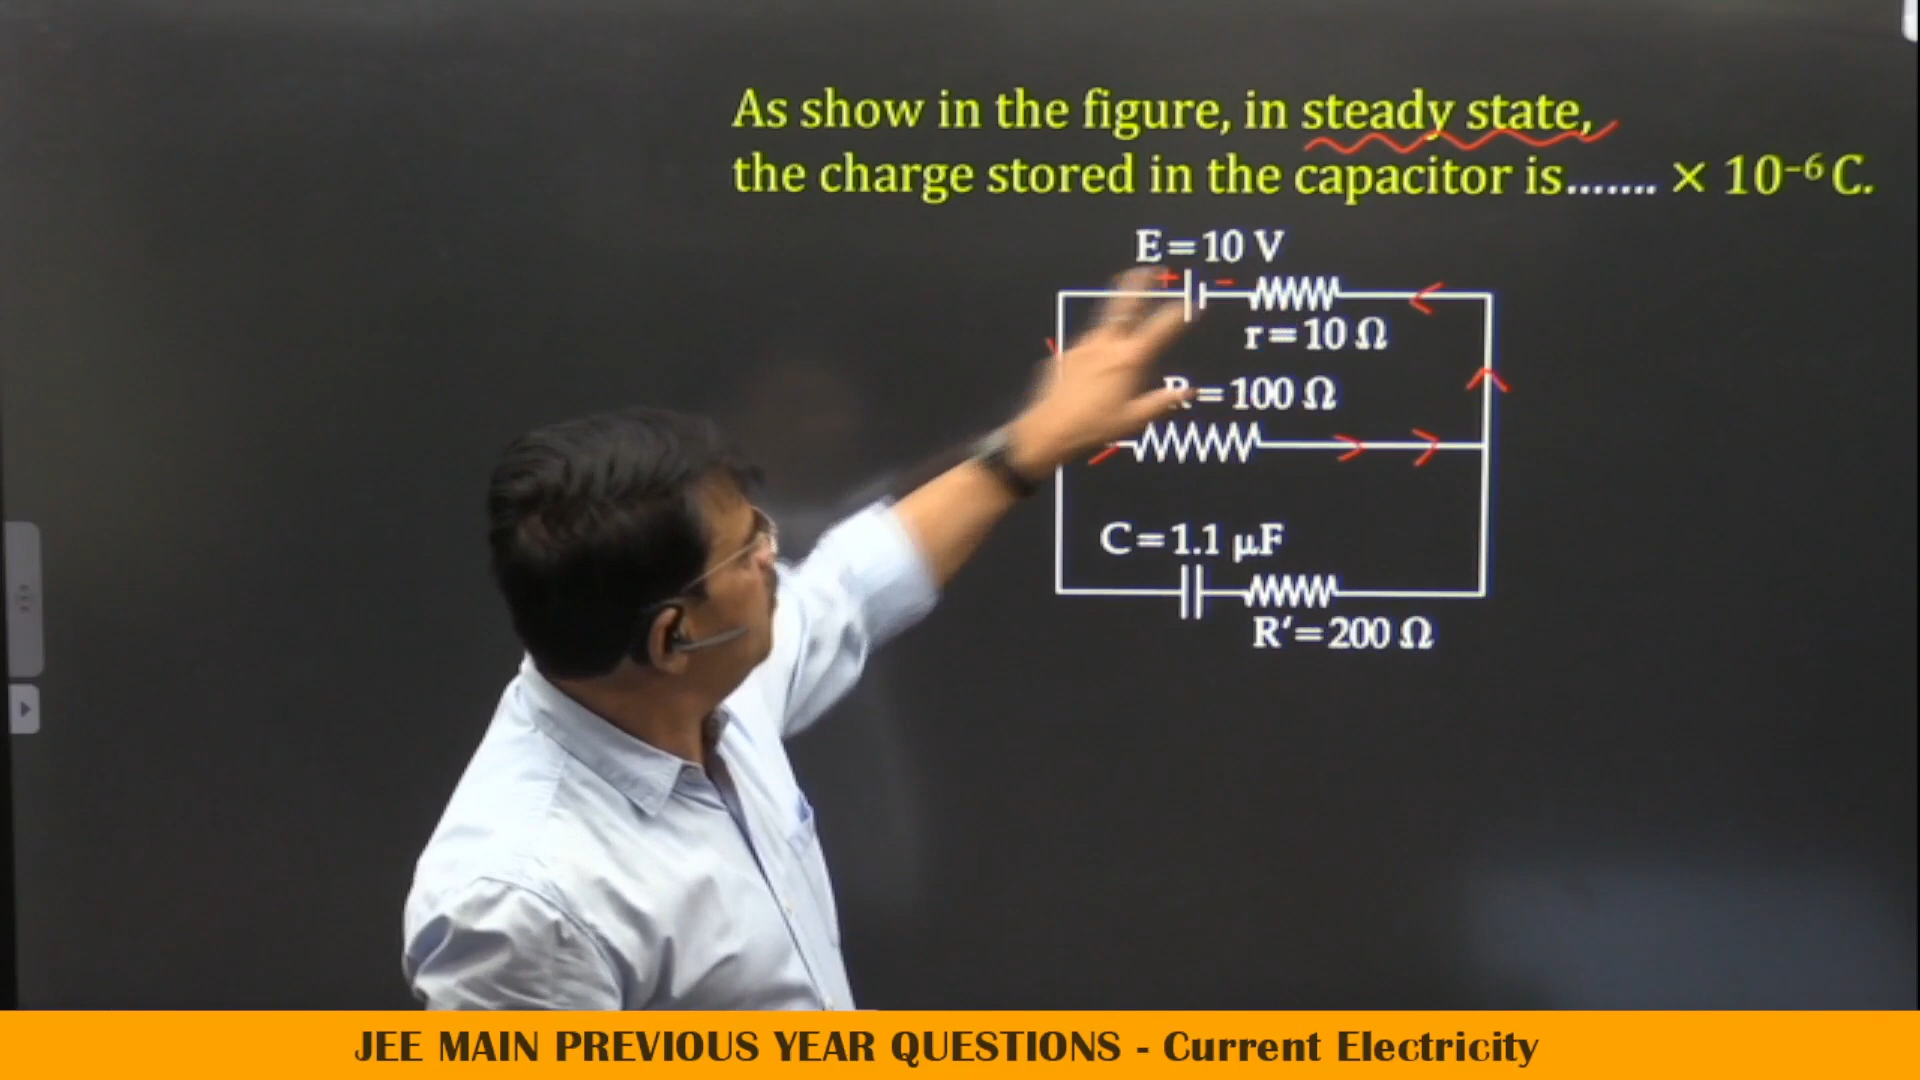 As show in the figure, in steady state,
the charge stored in the capacitor is....... × 10⁻⁶ C.
E = 10 V
+ −
r = 10 Ω
R = 100 Ω
C = 1.1 μF
R′ = 200 Ω
JEE MAIN PREVIOUS YEAR QUESTIONS - Current Electricity